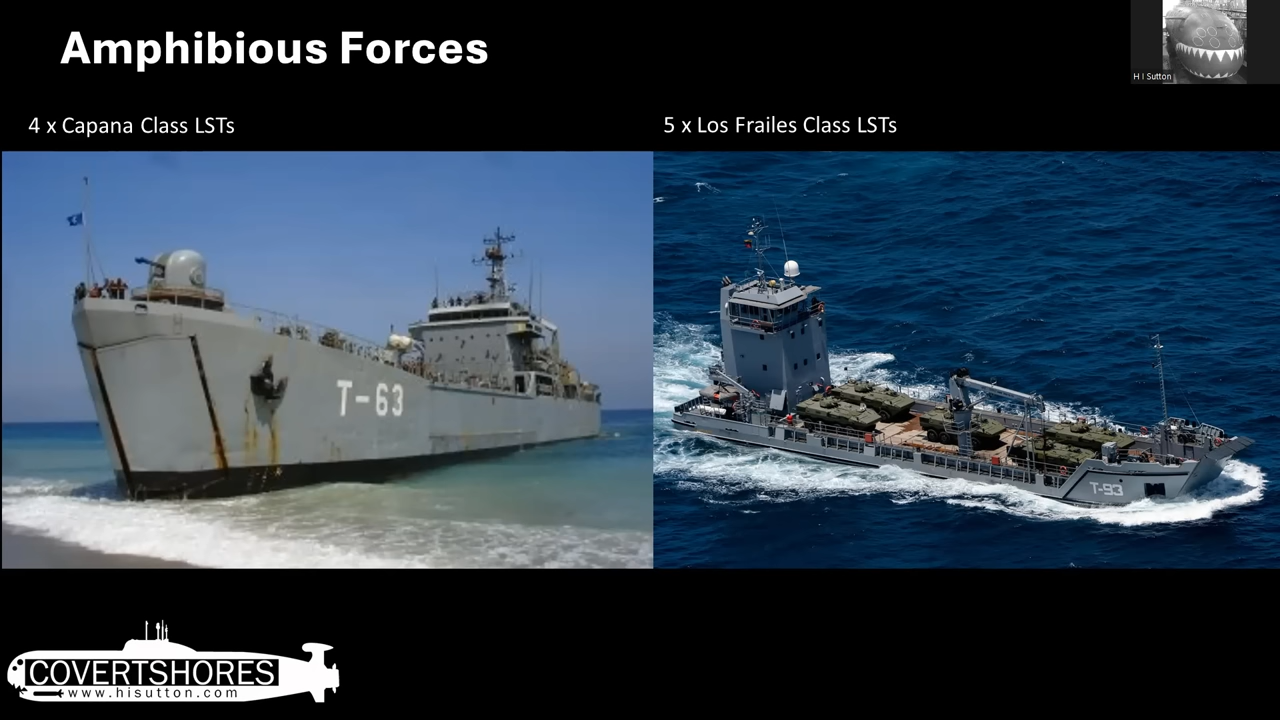 Amphibious Forces
H I Sutton
4 x Capana Class LSTs
5 x Los Frailes Class LSTs
T-63
T-93
COVERTSHORES
www.hisutton.com